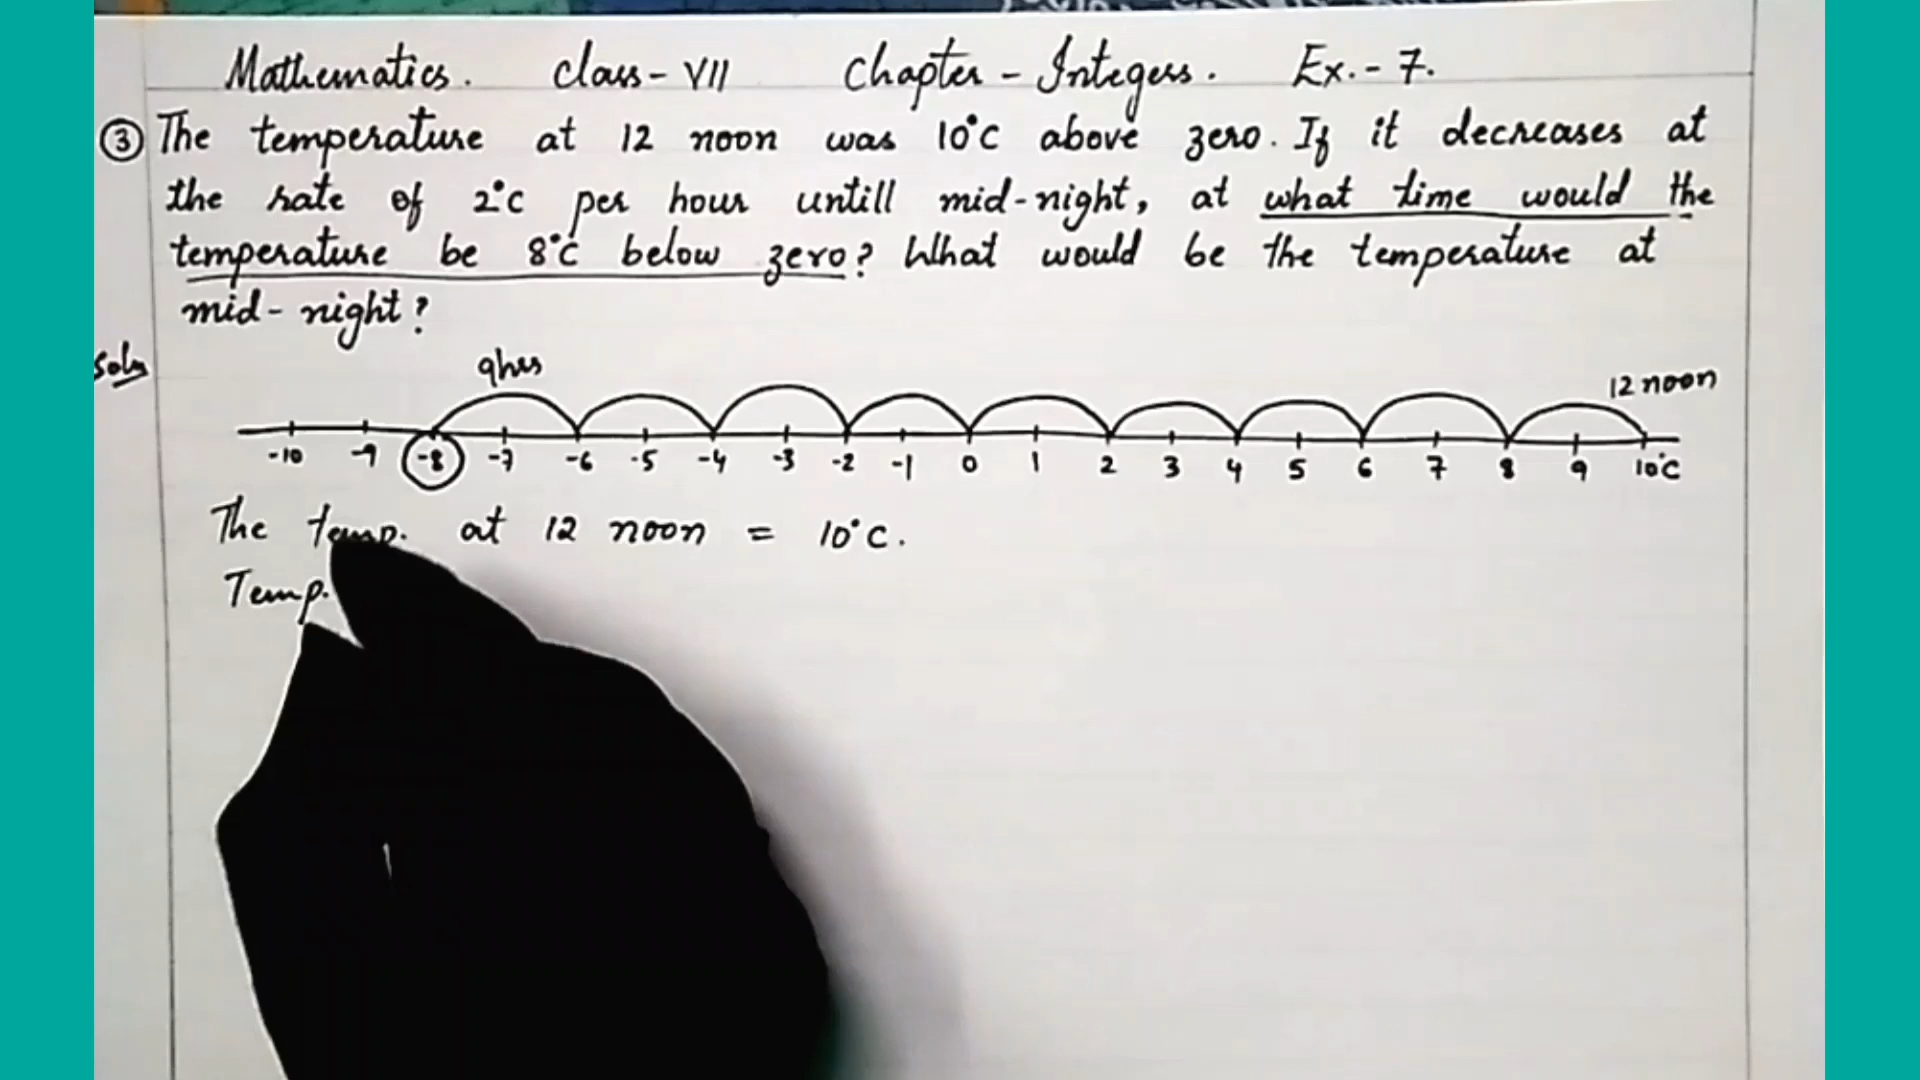 Mathematics. Class-VII Chapter - Integers. Ex.- 7.
③ The temperature at 12 noon was 10°C above zero. If it decreases at
the rate of 2°C per hour untill mid-night, at what time would the
temperature be 8°C below zero? What would be the temperature at
mid-night?
Soln
9hrs 12 noon
-10 -9 -8 -7 -6 -5 -4 -3 -2 -1 0 1 2 3 4 5 6 7 8 9 10°C
The temp. at 12 noon = 10°C.
Temp.